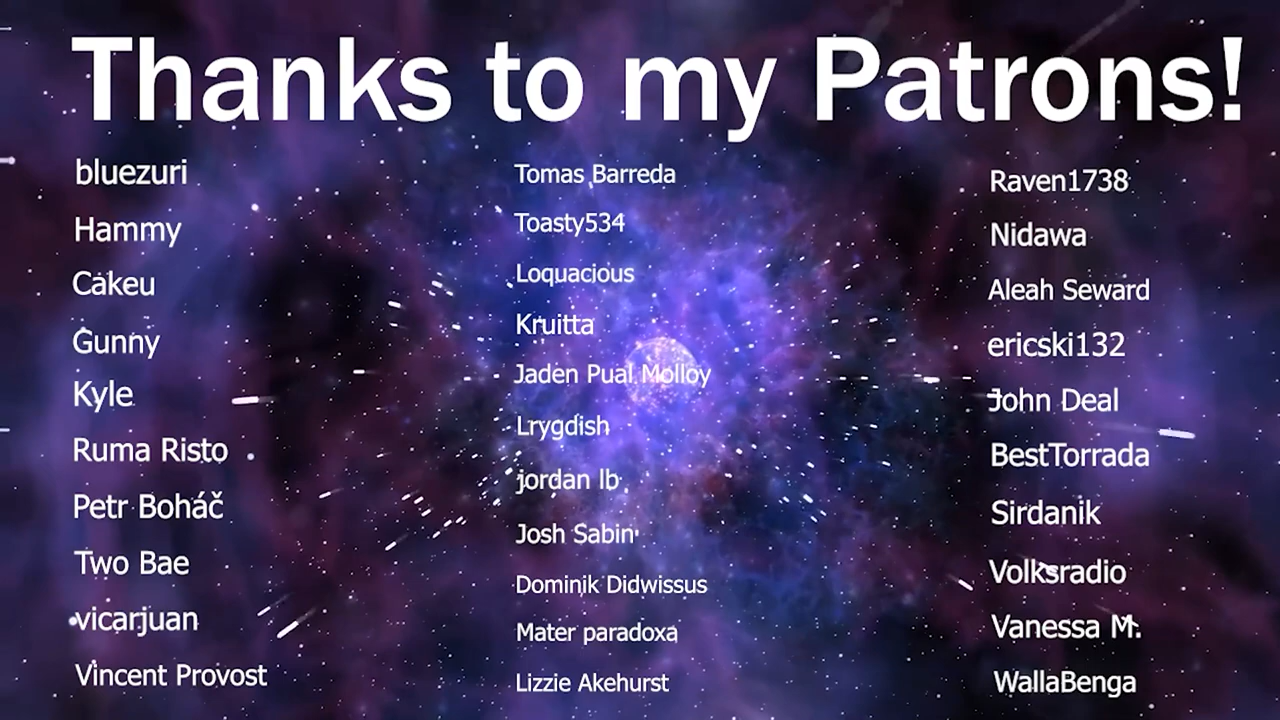 Thanks to my Patrons!
bluezuri
Hammy
Cakeu
Gunny
Kyle
Ruma Risto
Petr Boháč
Two Bae
vicarjuan
Vincent Provost
Tomas Barreda
Toasty534
Loquacious
Kruitta
Jaden Pual Molloy
Lrygdish
jordan lb
Josh Sabin
Dominik Didwissus
Mater paradoxa
Lizzie Akehurst
Raven1738
Nidawa
Aleah Seward
ericski132
John Deal
BestTorrada
Sirdanik
Volksradio
Vanessa M.
WallaBenga